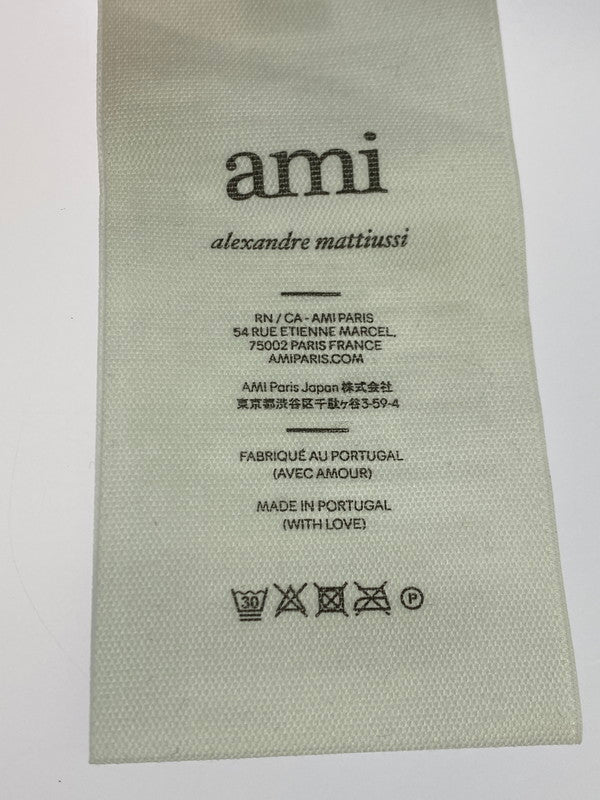 ami
alexandre mattiussi
RN / CA - AMI PARIS
54 RUE ETIENNE MARCEL,
75002 PARIS FRANCE
AMIPARIS.COM
AMI Paris Japan 株式会社
東京都渋谷区千駄ヶ谷3-59-4
FABRIQUÉ AU PORTUGAL
(AVEC AMOUR)
MADE IN PORTUGAL
(WITH LOVE)
30 P